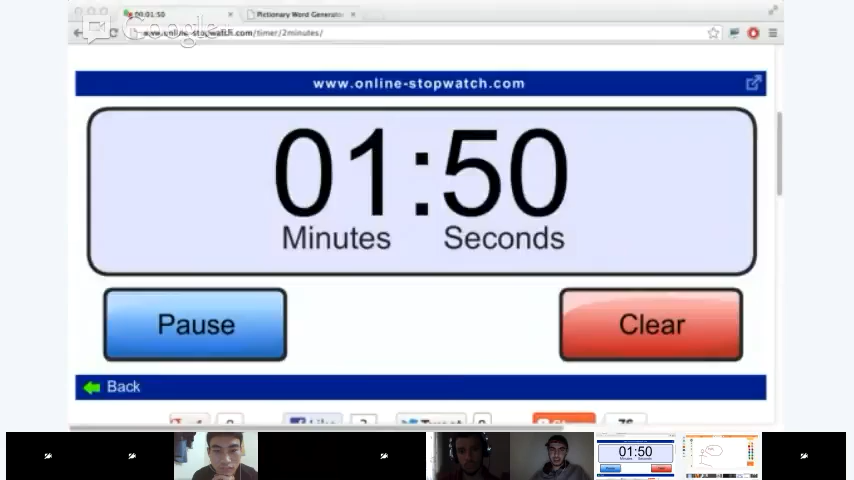 00:01:50
Pictionary Word Generator
Google
www.online-stopwatch.com/timer/2minutes/
www.online-stopwatch.com
01:50
Minutes Seconds
Pause Clear
Back
Like Tweet
01:50